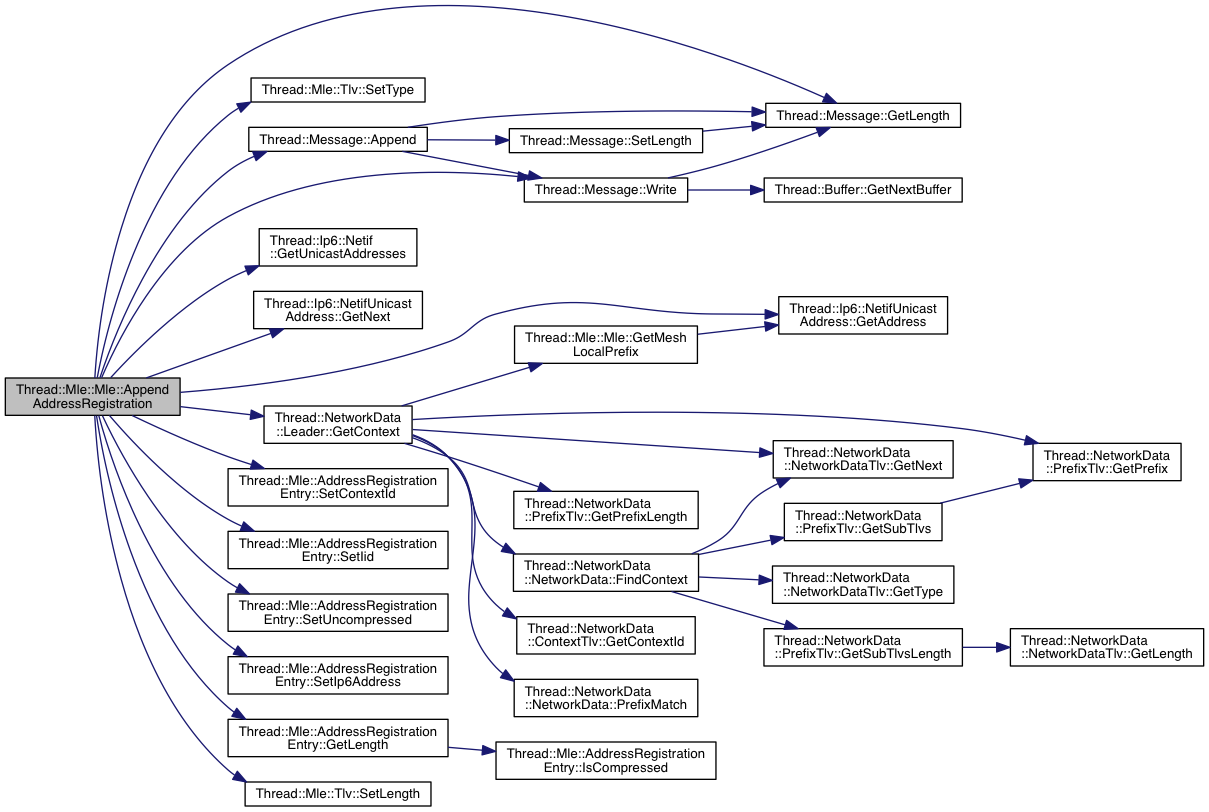 Thread::Mle::Mle::Append
AddressRegistration
Thread::Mle::Tlv::SetType
Thread::Message::Append
Thread::Ip6::Netif
::GetUnicastAddresses
Thread::Ip6::NetifUnicast
Address::GetNext
Thread::NetworkData
::Leader::GetContext
Thread::Mle::AddressRegistration
Entry::SetContextId
Thread::Mle::AddressRegistration
Entry::SetIid
Thread::Mle::AddressRegistration
Entry::SetUncompressed
Thread::Mle::AddressRegistration
Entry::SetIp6Address
Thread::Mle::AddressRegistration
Entry::GetLength
Thread::Mle::Tlv::SetLength
Thread::Message::SetLength
Thread::Message::Write
Thread::Mle::Mle::GetMesh
LocalPrefix
Thread::NetworkData
::PrefixTlv::GetPrefixLength
Thread::NetworkData
::NetworkData::FindContext
Thread::NetworkData
::ContextTlv::GetContextId
Thread::NetworkData
::NetworkData::PrefixMatch
Thread::Mle::AddressRegistration
Entry::IsCompressed
Thread::Message::GetLength
Thread::Buffer::GetNextBuffer
Thread::Ip6::NetifUnicast
Address::GetAddress
Thread::NetworkData
::NetworkDataTlv::GetNext
Thread::NetworkData
::PrefixTlv::GetSubTlvs
Thread::NetworkData
::NetworkDataTlv::GetType
Thread::NetworkData
::PrefixTlv::GetSubTlvsLength
Thread::NetworkData
::PrefixTlv::GetPrefix
Thread::NetworkData
::NetworkDataTlv::GetLength